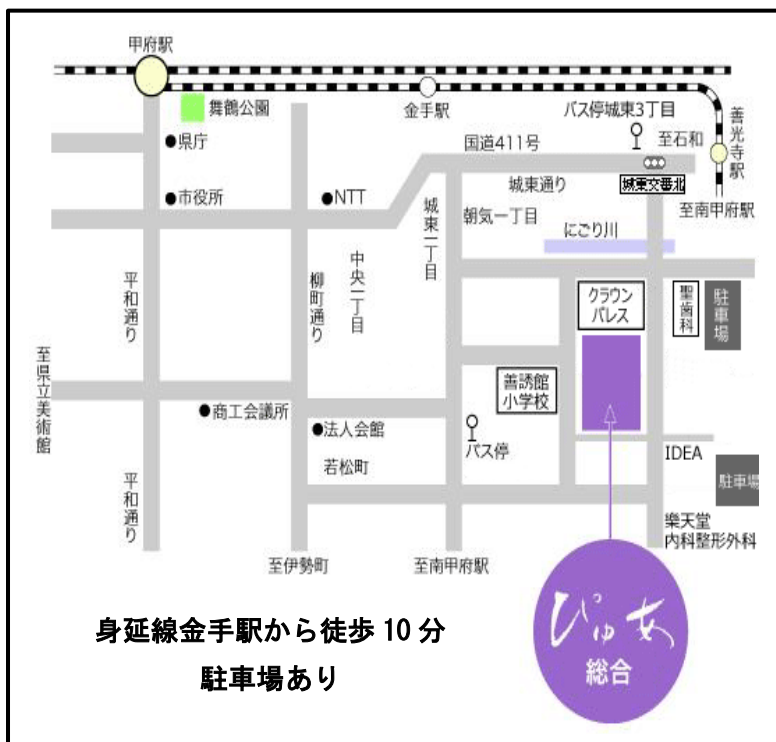 甲府駅
舞鶴公園
金手駅
バス停城東3丁目
善光寺駅
県庁
国道411号
至石和
市役所
NTT
城東通り
城東交番北
城東一丁目
朝気一丁目
至南甲府駅
にごり川
中央一丁目
平和通り
柳町通り
クラウン
パレス
聖歯科
駐車場
至県立美術館
善誘館
小学校
商工会議所
法人会館
バス停
IDEA
若松町
駐車場
平和通り
樂天堂
内科整形外科
至伊勢町
至南甲府駅
ぴゅあ
総合
身延線金手駅から徒歩10分
駐車場あり